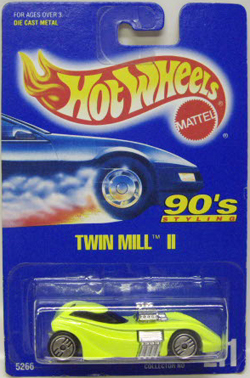 FOR AGES OVER 3
DIE CAST METAL
Hot Wheels
MATTEL
90's
STYLING
TWIN MILL™ II
5266
COLLECTOR NO